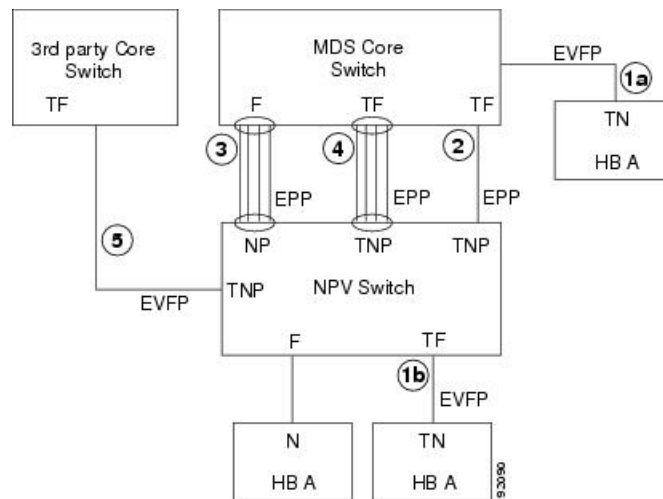 3rd party Core
Switch
TF
MDS Core
Switch
F
TF
TF
EVFP
1a
TN
HB A
3
4
2
EPP
EPP
EPP
5
NP
TNP
TNP
TNP
EVFP
NPV Switch
F
TF
1b
EVFP
N
HB A
TN
HB A
92090